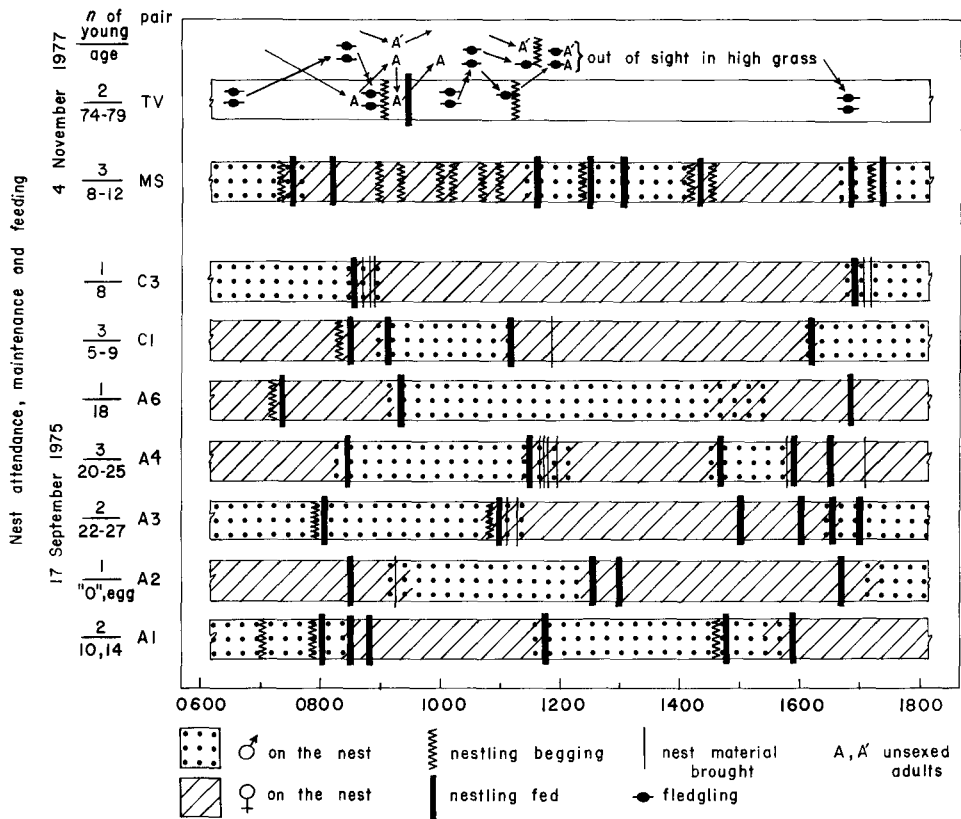 n of young / age
pair
Nest attendance, maintenance and feeding
4 November 1977
17 September 1975
A'
A
A
A
A
A'
A'
A
out of sight in high grass
2 / 74-79 TV
3 / 8-12 MS
1 / 8 C3
3 / 5-9 C1
1 / 18 A6
3 / 20-25 A4
2 / 22-27 A3
1 / "0", egg A2
2 / 10,14 A1
0600 0800 1000 1200 1400 1600 1800
♂ on the nest
nestling begging
nest material brought
A, A' unsexed adults
♀ on the nest
nestling fed
fledgling